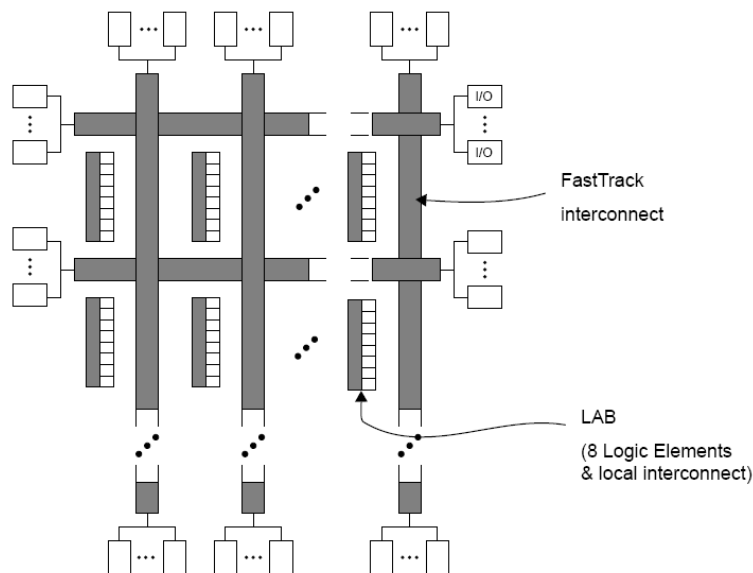 I/O
I/O
FastTrack
interconnect
LAB
(8 Logic Elements
& local interconnect)